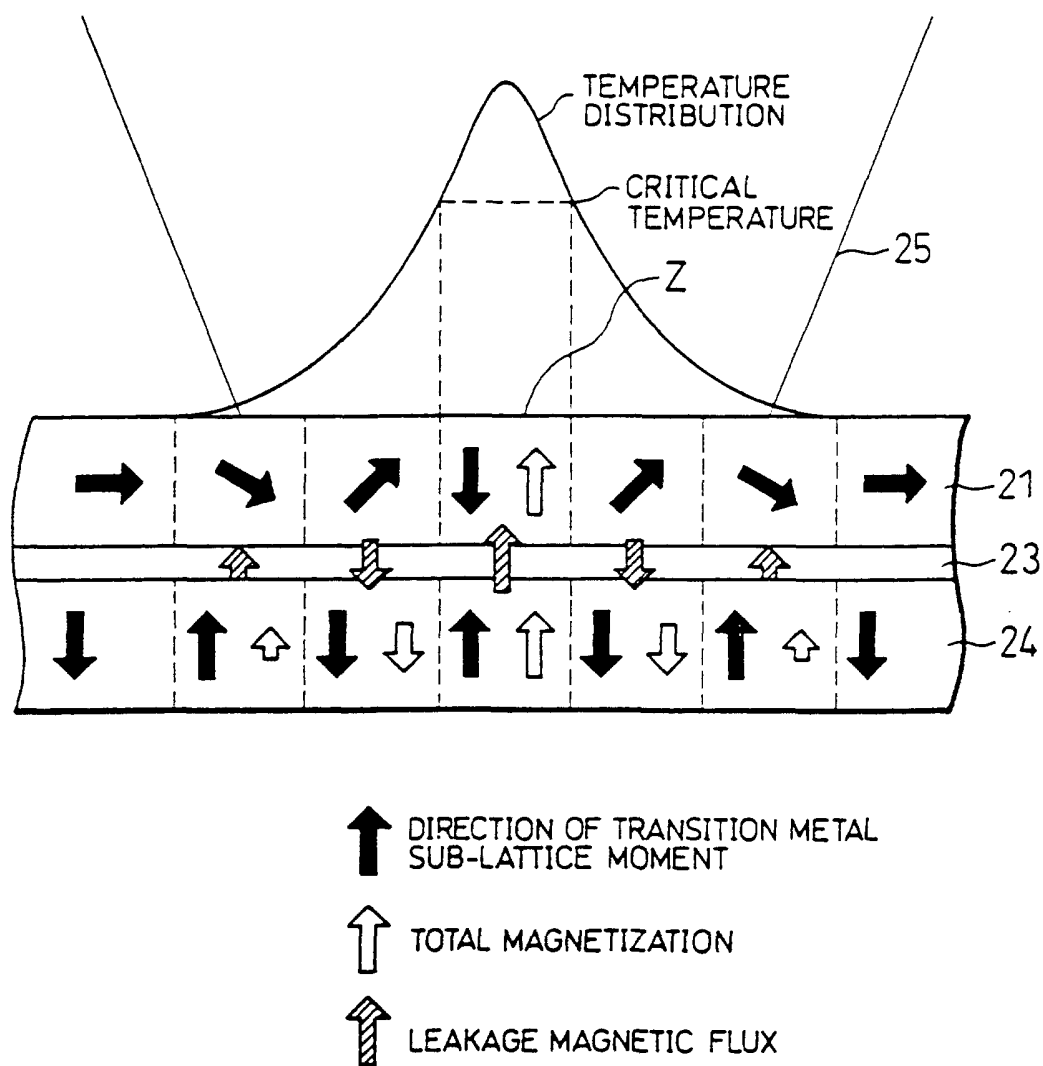 TEMPERATURE
DISTRIBUTION
CRITICAL
TEMPERATURE
25
Z
21
23
24
DIRECTION OF TRANSITION METAL
SUB-LATTICE MOMENT
TOTAL MAGNETIZATION
LEAKAGE MAGNETIC FLUX